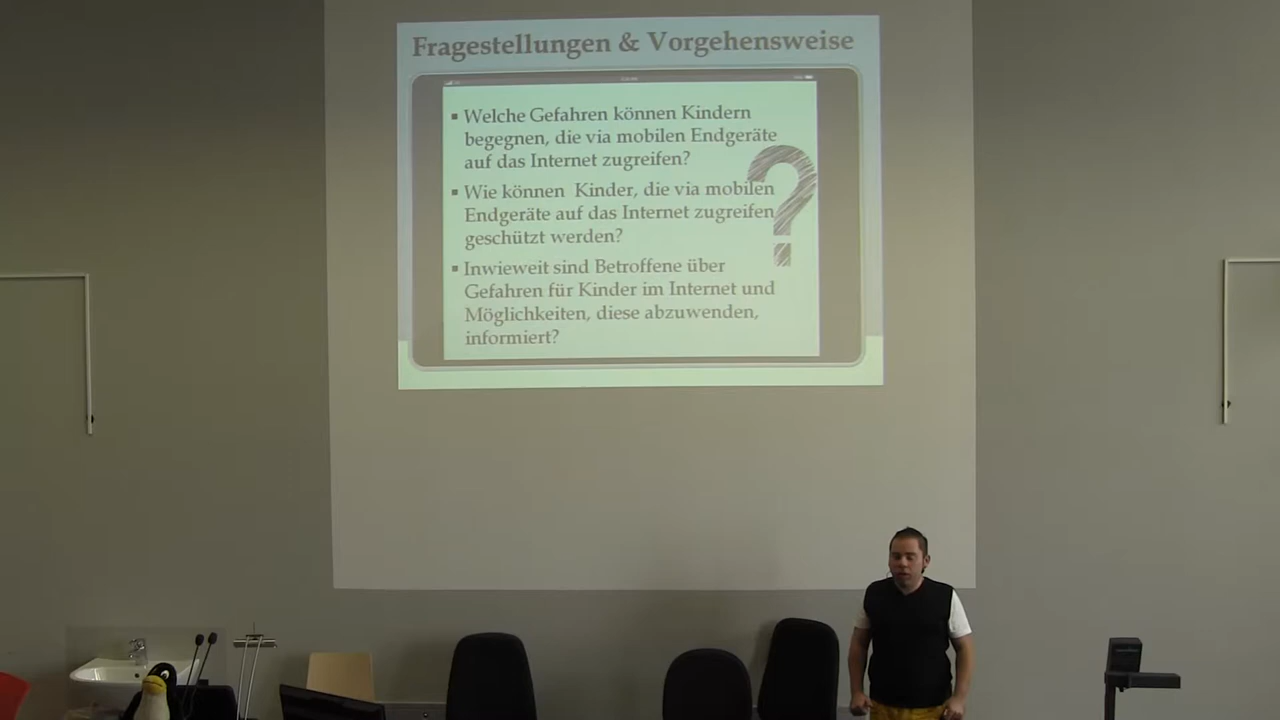 Fragestellungen & Vorgehensweise
▪ Welche Gefahren können Kindern
begegnen, die via mobilen Endgeräte
auf das Internet zugreifen?
▪ Wie können Kinder, die via mobilen
Endgeräte auf das Internet zugreifen
geschützt werden?
▪ Inwieweit sind Betroffene über
Gefahren für Kinder im Internet und
Möglichkeiten, diese abzuwenden,
informiert?
?